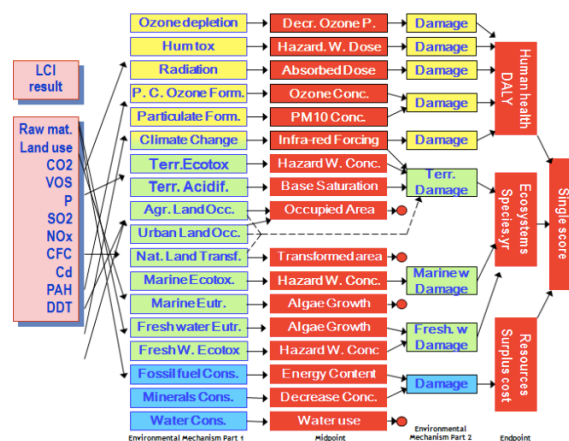 Ozone depletion
Decr. Ozone P.
Damage
Hum tox
Hazard. W. Dose
Damage
Radiation
Absorbed Dose
Damage
P. C. Ozone Form.
Ozone Conc.
Damage
Particulate Form.
PM10 Conc.
Climate Change
Infra-red Forcing
Damage
Terr.Ecotox
Hazard W. Conc.
Terr.
Damage
Terr. Acidif.
Base Saturation
Agr. Land Occ.
Occupied Area
Urban Land Occ.
Nat. Land Transf.
Transformed area
Marine Ecotox.
Hazard W. Conc.
Marine w
Damage
Marine Eutr.
Algae Growth
Freshwater Eutr.
Algae Growth
Fresh. w
Damage
Fresh W. Ecotox
Hazard W. Conc
Fossil fuel Cons.
Energy Content
Damage
Minerals Cons.
Decrease Conc.
Water Cons.
Water use
LCI
result
Raw mat.
Land use
CO2
VOS
P
SO2
NOx
CFC
Cd
PAH
DDT
Human health
DALY
Ecosystems
Species.yr
Resources
Surplus cost
Single score
Environmental Mechanism Part 1
Midpoint
Environmental
Mechanism Part 2
Endpoint